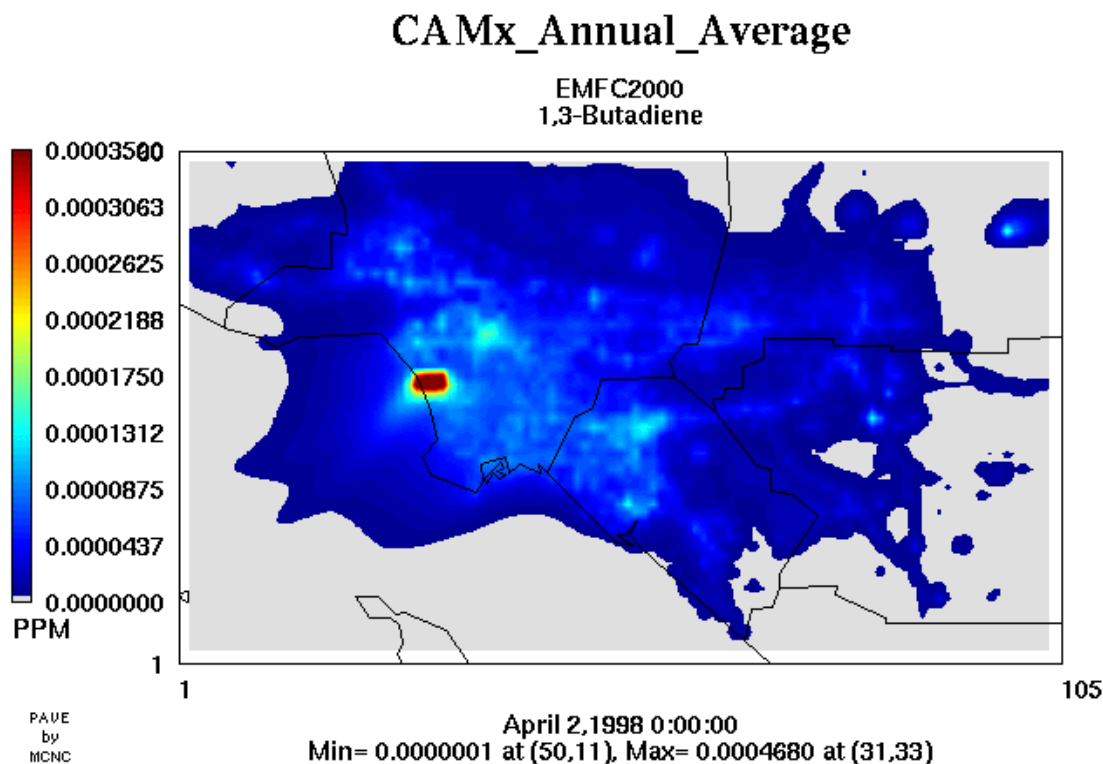 CAMx_Annual_Average
EMFC2000
1,3-Butadiene
0.0003500
0.0003063
0.0002625
0.0002188
0.0001750
0.0001312
0.0000875
0.0000437
0.0000000
PPM
1
1
105
PAVE
by
MCNC
April 2,1998 0:00:00
Min= 0.0000001 at (50,11), Max= 0.0004680 at (31,33)